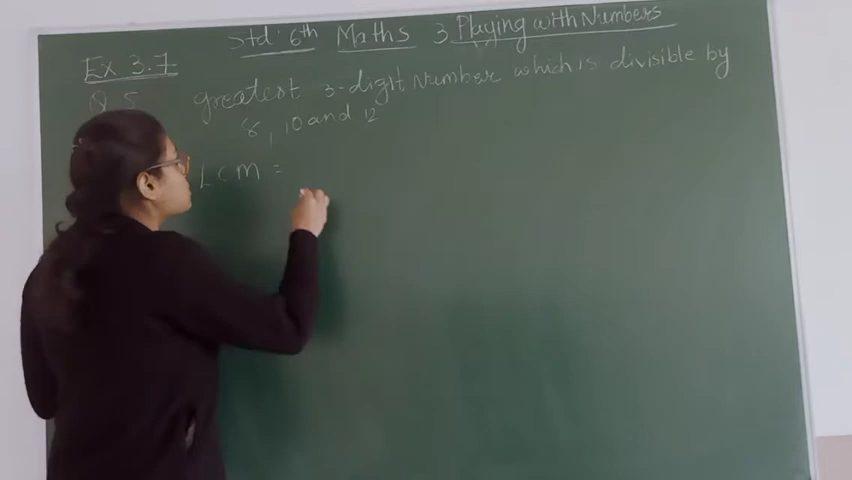 Std: 6th Maths 3 Playing with Numbers
Ex 3.7
Q 5 greatest 3-digit Number which is divisible by
8, 10 and 12
LCM =